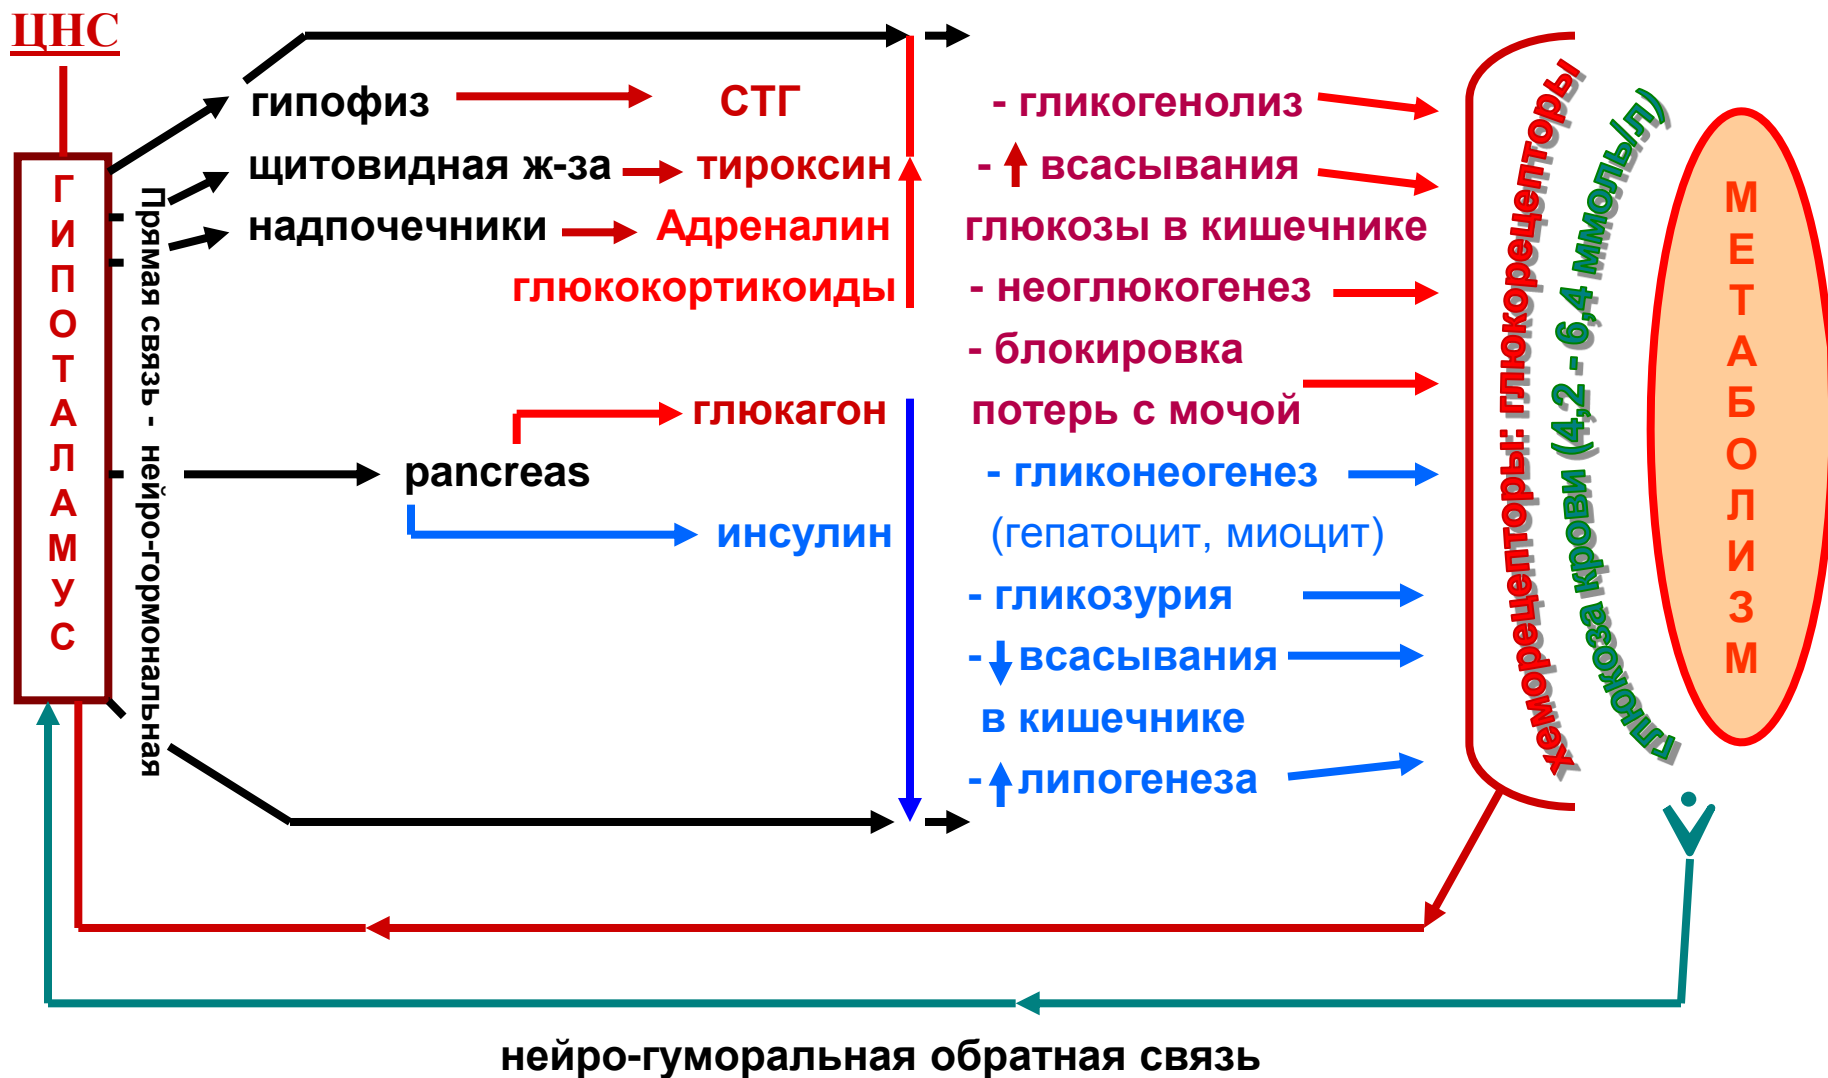 ЦНС
ГИПОТАЛАМУС
Прямая связь - нейро-гормональная
гипофиз
СТГ
щитовидная ж-за
тироксин
надпочечники
Адреналин
глюкокортикоиды
глюкагон
pancreas
инсулин
- гликогенолиз
- всасывания
глюкозы в кишечнике
- неоглюкогенез
- блокировка
потерь с мочой
- гликонеогенез
(гепатоцит, миоцит)
- гликозурия
- всасывания
в кишечнике
- липогенеза
хеморецепторы: глюкорецепторы
глюкоза крови (4,2 - 6,4 ммоль/л)
МЕТАБОЛИЗМ
нейро-гуморальная обратная связь